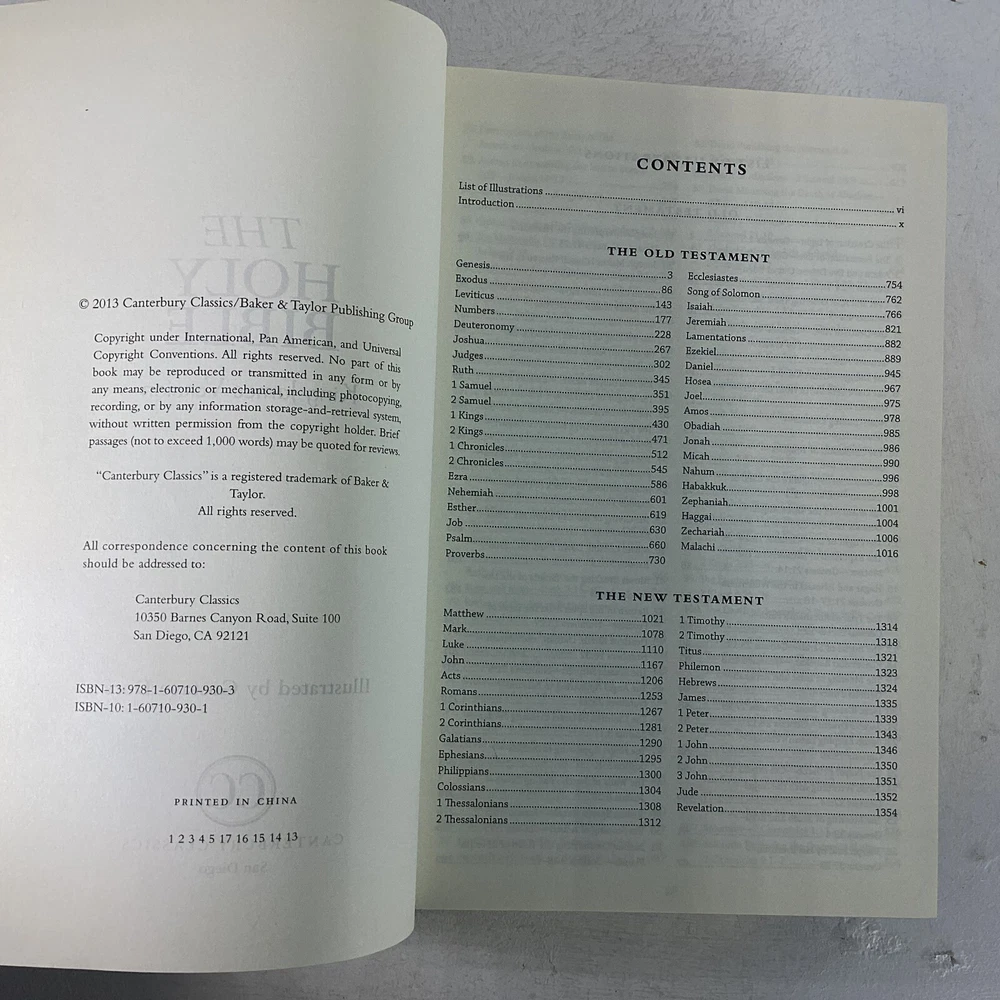 © 2013 Canterbury Classics/Baker & Taylor Publishing Group
Copyright under International, Pan American, and Universal
Copyright Conventions. All rights reserved. No part of this
book may be reproduced or transmitted in any form or by
any means, electronic or mechanical, including photocopying,
recording, or by any information storage-and-retrieval system,
without written permission from the copyright holder. Brief
passages (not to exceed 1,000 words) may be quoted for reviews.
"Canterbury Classics" is a registered trademark of Baker &
Taylor.
All rights reserved.
All correspondence concerning the content of this book
should be addressed to:
Canterbury Classics
10350 Barnes Canyon Road, Suite 100
San Diego, CA 92121
ISBN-13: 978-1-60710-930-3
ISBN-10: 1-60710-930-1
PRINTED IN CHINA
1 2 3 4 5 17 16 15 14 13
THE
HOLY
BIBLE
Illustrated by
CC
San Diego
CONTENTS
List of Illustrations vi
Introduction x
THE OLD TESTAMENT
Genesis 3
Exodus 86
Leviticus 143
Numbers 177
Deuteronomy 228
Joshua 267
Judges 302
Ruth 345
1 Samuel 351
2 Samuel 395
1 Kings 430
2 Kings 471
1 Chronicles 512
2 Chronicles 545
Ezra 586
Nehemiah 601
Esther 619
Job 630
Psalm 660
Proverbs 730
Ecclesiastes 754
Song of Solomon 762
Isaiah 766
Jeremiah 821
Lamentations 882
Ezekiel 889
Daniel 945
Hosea 967
Joel 975
Amos 978
Obadiah 985
Jonah 986
Micah 990
Nahum 996
Habakkuk 998
Zephaniah 1001
Haggai 1004
Zechariah 1006
Malachi 1016
THE NEW TESTAMENT
Matthew 1021
Mark 1078
Luke 1110
John 1167
Acts 1206
Romans 1253
1 Corinthians 1267
2 Corinthians 1281
Galatians 1290
Ephesians 1295
Philippians 1300
Colossians 1304
1 Thessalonians 1308
2 Thessalonians 1312
1 Timothy 1314
2 Timothy 1318
Titus 1321
Philemon 1323
Hebrews 1324
James 1335
1 Peter 1339
2 Peter 1343
1 John 1346
2 John 1350
3 John 1351
Jude 1352
Revelation 1354